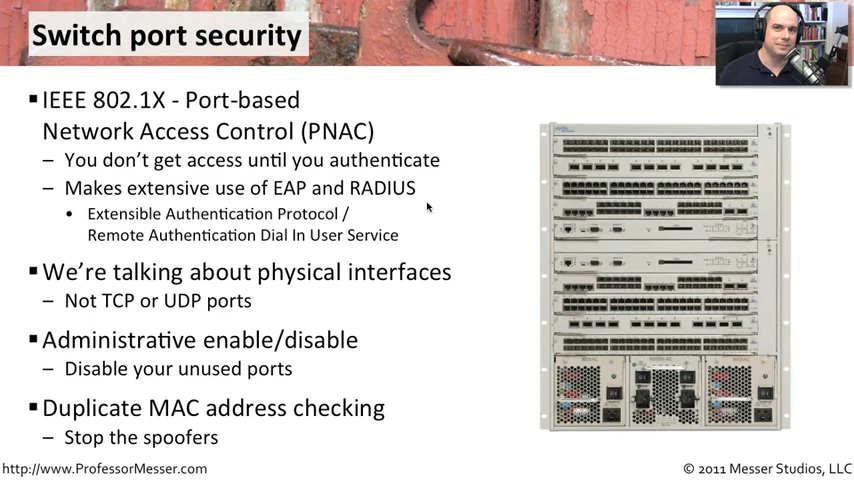 Switch port security
▪ IEEE 802.1X - Port-based
Network Access Control (PNAC)
– You don't get access until you authenticate
– Makes extensive use of EAP and RADIUS
• Extensible Authentication Protocol /
Remote Authentication Dial In User Service
▪ We're talking about physical interfaces
– Not TCP or UDP ports
▪ Administrative enable/disable
– Disable your unused ports
▪ Duplicate MAC address checking
– Stop the spoofers
http://www.ProfessorMesser.com
© 2011 Messer Studios, LLC